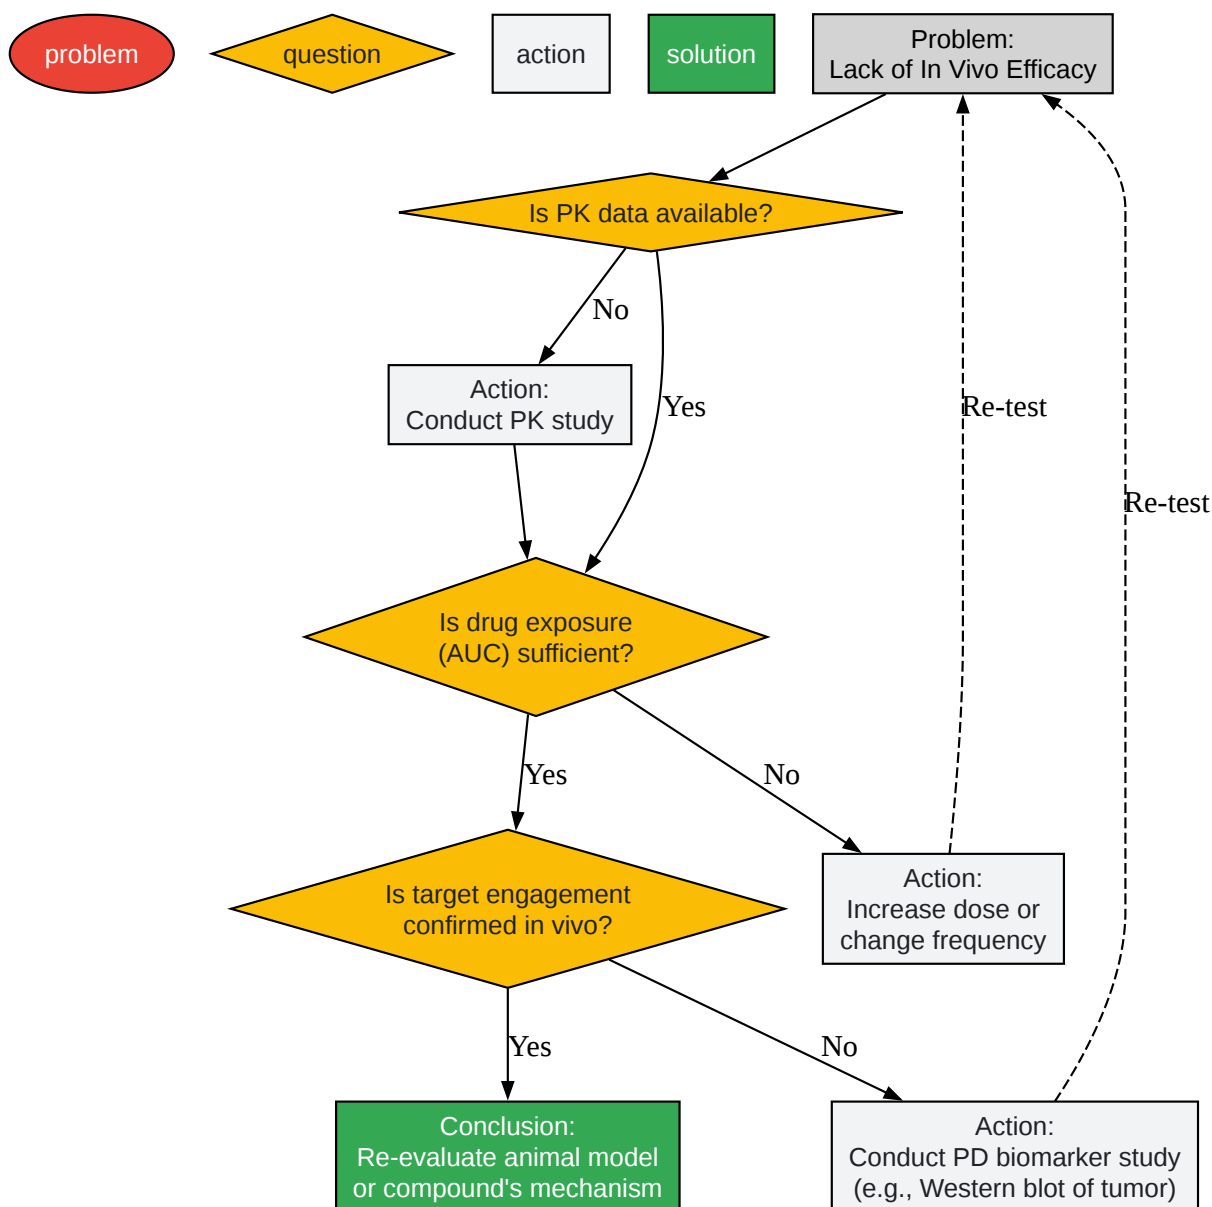 problem
question
action
solution
Problem:
Lack of In Vivo Efficacy
Is PK data available?
No
Action:
Conduct PK study
Yes
Re-test
Re-test
Is drug exposure
(AUC) sufficient?
Yes
No
Is target engagement
confirmed in vivo?
Action:
Increase dose or
change frequency
Yes
No
Conclusion:
Re-evaluate animal model
or compound's mechanism
Action:
Conduct PD biomarker study
(e.g., Western blot of tumor)